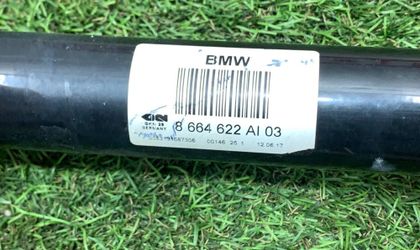 BMW
GKN
GERMANY
8 664 622 AI 03
00146 25 1 12.06.17